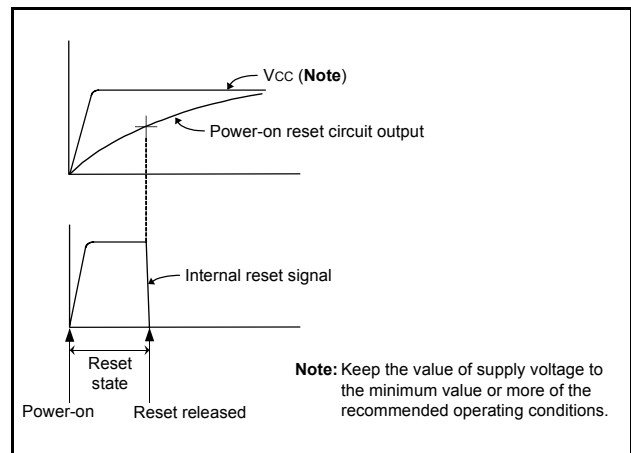 VCC (Note)
Power-on reset circuit output
Internal reset signal
Reset
state
Power-on
Reset released
Note: Keep the value of supply voltage to
the minimum value or more of the
recommended operating conditions.